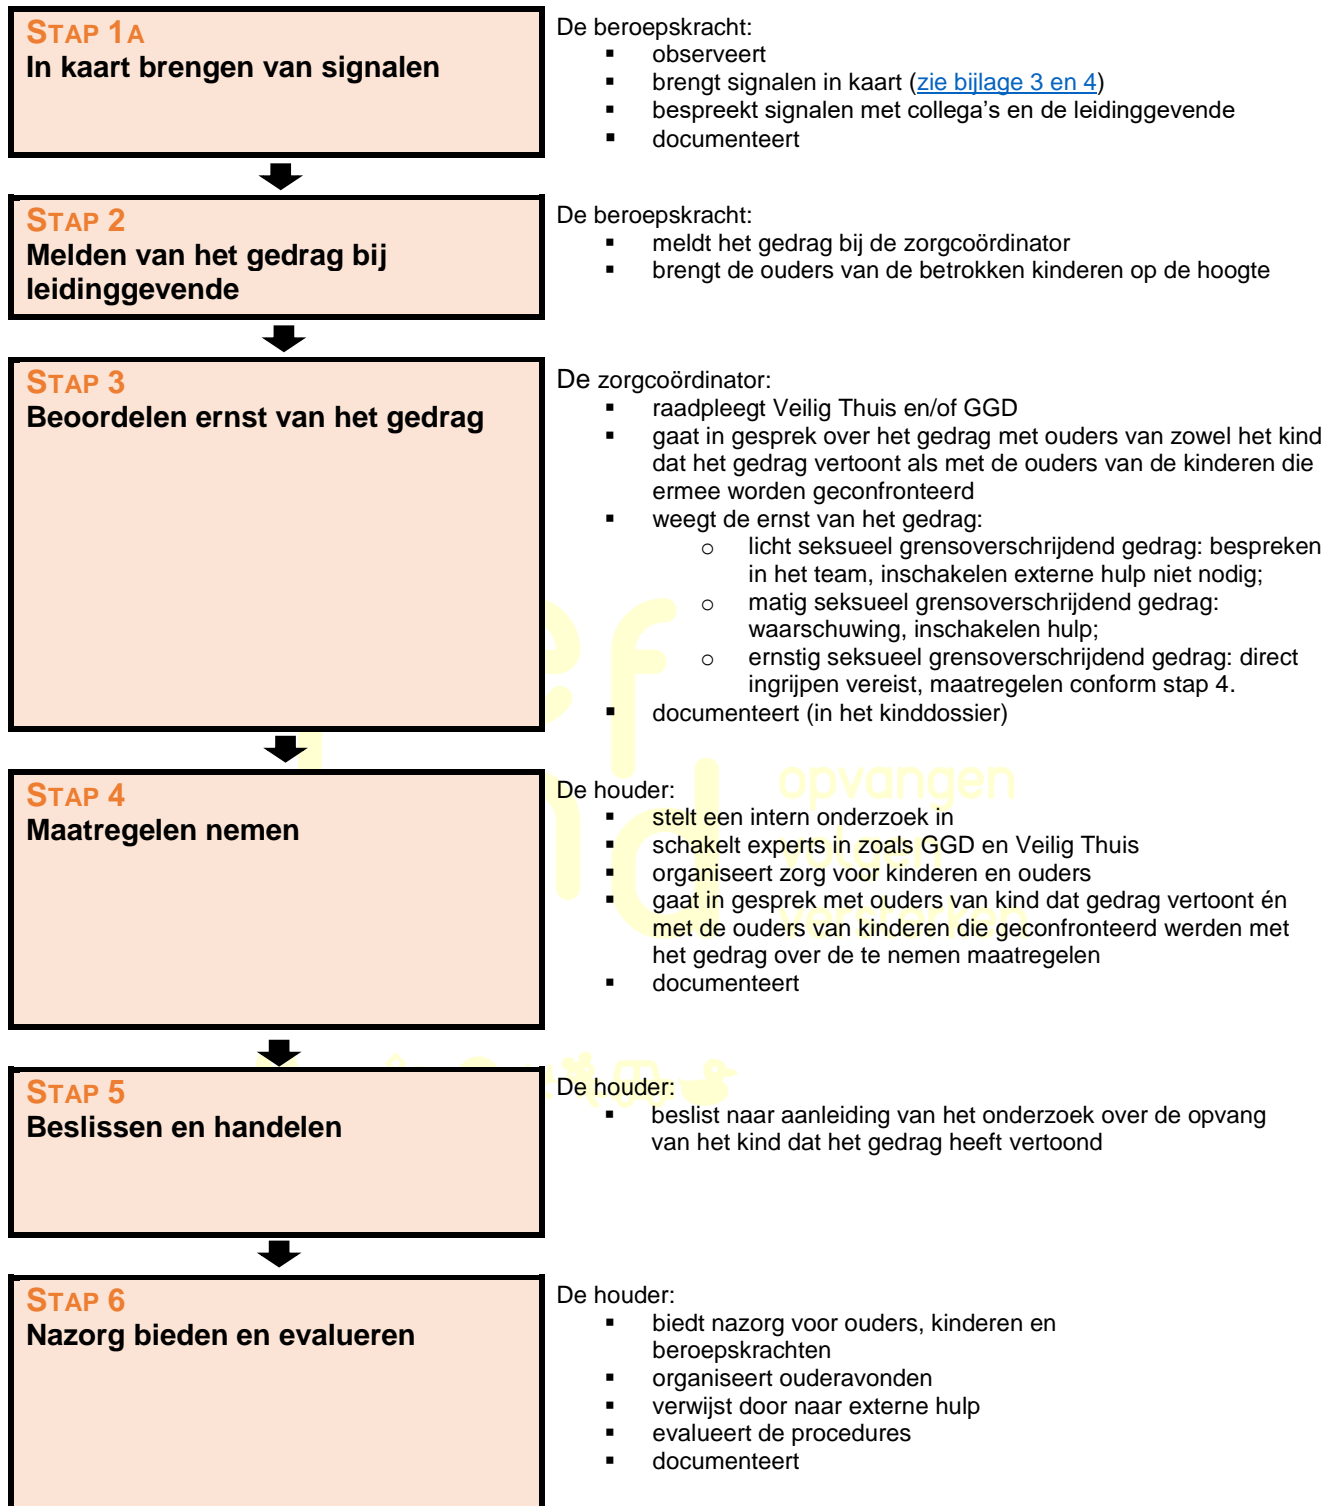 STAP 1A
In kaart brengen van signalen
De beroepskracht:
▪ observeert
▪ brengt signalen in kaart (zie bijlage 3 en 4)
▪ bespreekt signalen met collega's en de leidinggevende
▪ documenteert
STAP 2
Melden van het gedrag bij
leidinggevende
De beroepskracht:
▪ meldt het gedrag bij de zorgcoördinator
▪ brengt de ouders van de betrokken kinderen op de hoogte
STAP 3
Beoordelen ernst van het gedrag
De zorgcoördinator:
▪ raadpleegt Veilig Thuis en/of GGD
▪ gaat in gesprek over het gedrag met ouders van zowel het kind
dat het gedrag vertoont als met de ouders van de kinderen die
ermee worden geconfronteerd
▪ weegt de ernst van het gedrag:
o licht seksueel grensoverschrijdend gedrag: bespreken
in het team, inschakelen externe hulp niet nodig;
o matig seksueel grensoverschrijdend gedrag:
waarschuwing, inschakelen hulp;
o ernstig seksueel grensoverschrijdend gedrag: direct
ingrijpen vereist, maatregelen conform stap 4.
▪ documenteert (in het kinddossier)
STAP 4
Maatregelen nemen
De houder:
▪ stelt een intern onderzoek in
▪ schakelt experts in zoals GGD en Veilig Thuis
▪ organiseert zorg voor kinderen en ouders
▪ gaat in gesprek met ouders van kind dat gedrag vertoont én
met de ouders van kinderen die geconfronteerd werden met
het gedrag over de te nemen maatregelen
▪ documenteert
opvangen
volgen
versterken
STAP 5
Beslissen en handelen
De houder:
▪ beslist naar aanleiding van het onderzoek over de opvang
van het kind dat het gedrag heeft vertoond
STAP 6
Nazorg bieden en evalueren
De houder:
▪ biedt nazorg voor ouders, kinderen en
beroepskrachten
▪ organiseert ouderavonden
▪ verwijst door naar externe hulp
▪ evalueert de procedures
▪ documenteert